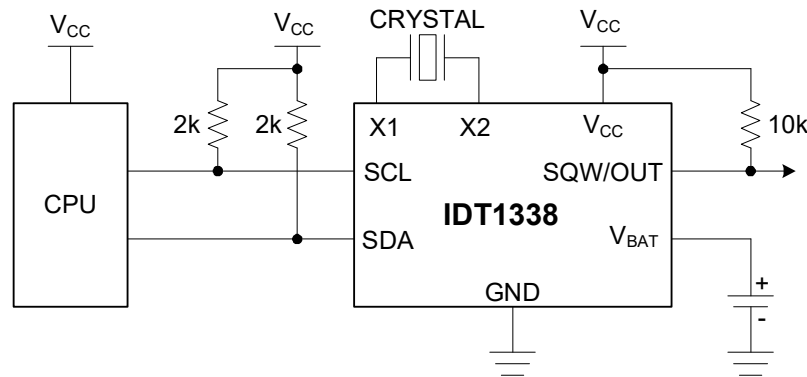 CRYSTAL
VCC VCC VCC
2k 2k X1 X2 VCC 10k
SCL SQW/OUT
CPU IDT1338
SDA VBAT
GND
+
-